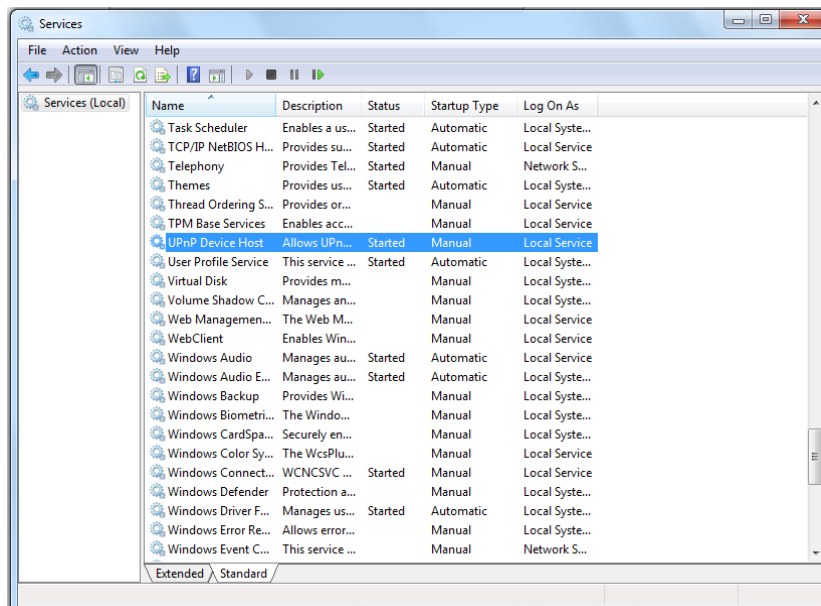 Services
File Action View Help
Services (Local)
Name Description Status Startup Type Log On As
Task Scheduler Enables a us... Started Automatic Local Syste...
TCP/IP NetBIOS H... Provides su... Started Automatic Local Service
Telephony Provides Tel... Started Manual Network S...
Themes Provides us... Started Automatic Local Syste...
Thread Ordering S... Provides or... Manual Local Service
TPM Base Services Enables acc... Manual Local Service
UPnP Device Host Allows UPn... Started Manual Local Service
User Profile Service This service ... Started Automatic Local Syste...
Virtual Disk Provides m... Manual Local Syste...
Volume Shadow C... Manages an... Manual Local Syste...
Web Managemen... The Web M... Manual Local Service
WebClient Enables Win... Manual Local Service
Windows Audio Manages au... Started Automatic Local Service
Windows Audio E... Manages au... Started Automatic Local Syste...
Windows Backup Provides Wi... Manual Local Syste...
Windows Biometri... The Windo... Manual Local Syste...
Windows CardSpa... Securely en... Manual Local Syste...
Windows Color Sy... The WcsPlu... Manual Local Service
Windows Connect... WCNCSVC ... Started Manual Local Service
Windows Defender Protection a... Manual Local Syste...
Windows Driver F... Manages us... Started Automatic Local Syste...
Windows Error Re... Allows error... Manual Local Syste...
Windows Event C... This service ... Manual Network S...
Extended Standard